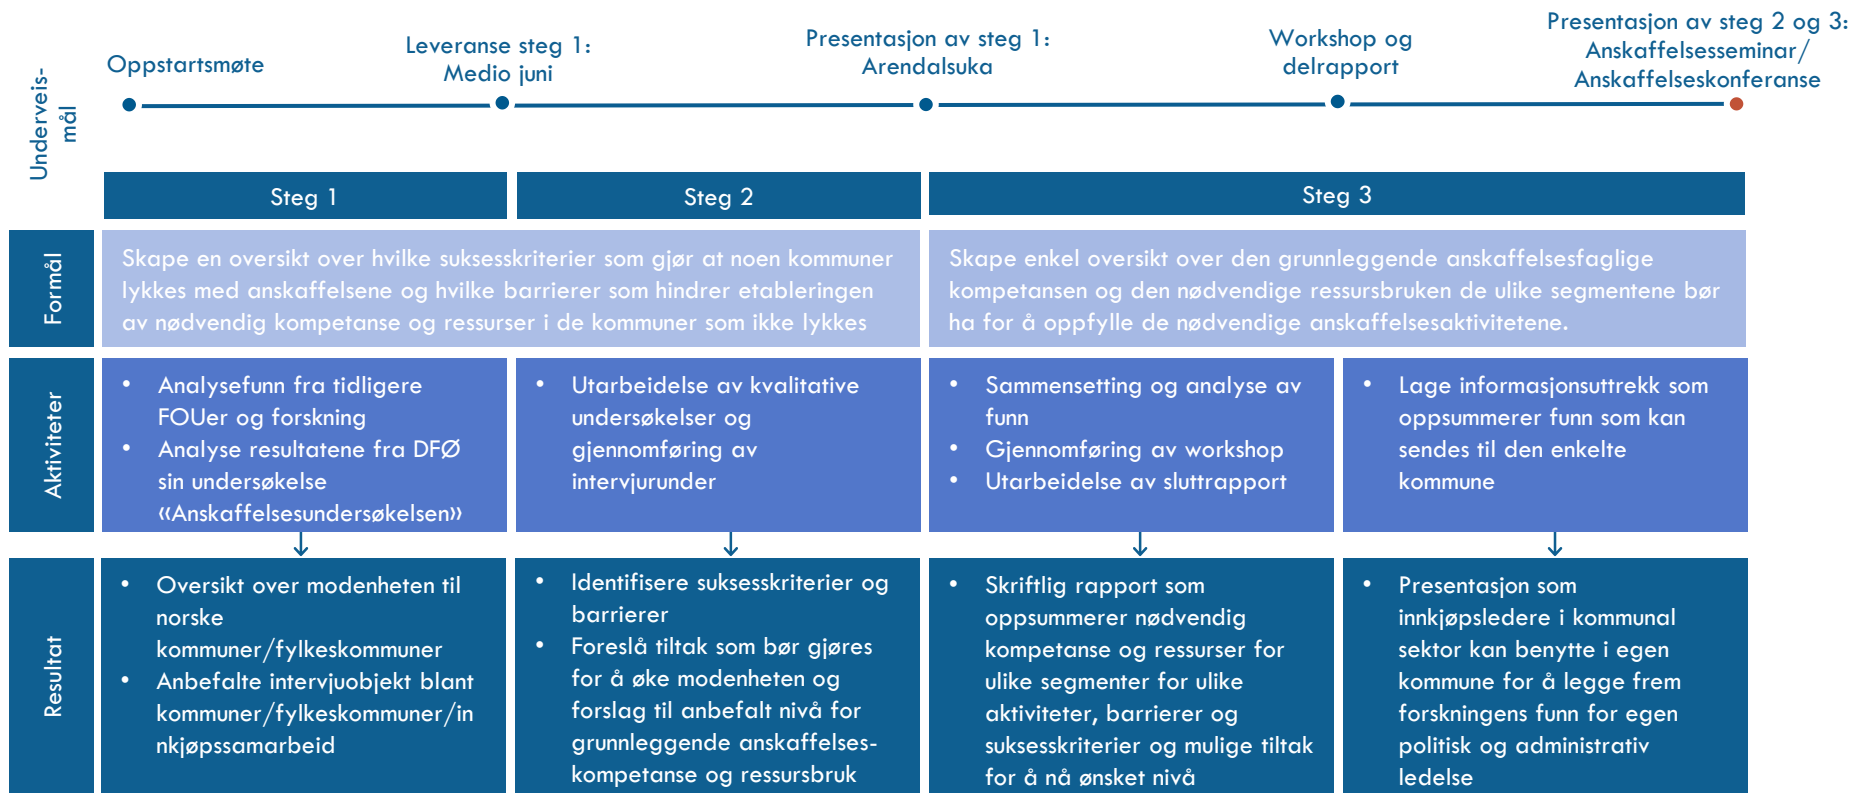 Underveis-
mål
Oppstartsmøte
Leveranse steg 1:
Medio juni
Presentasjon av steg 1:
Arendalsuka
Workshop og
delrapport
Presentasjon av steg 2 og 3:
Anskaffelsesseminar/
Anskaffelseskonferanse
Steg 1
Steg 2
Steg 3
Formål
Skape en oversikt over hvilke suksesskriterier som gjør at noen kommuner
lykkes med anskaffelsene og hvilke barrierer som hindrer etableringen
av nødvendig kompetanse og ressurser i de kommuner som ikke lykkes
Skape enkel oversikt over den grunnleggende anskaffelsesfaglige
kompetansen og den nødvendige ressursbruken de ulike segmentene bør
ha for å oppfylle de nødvendige anskaffelsesaktivitetene.
Aktiviteter
• Analysefunn fra tidligere
FOUer og forskning
• Analyse resultatene fra DFØ
sin undersøkelse
«Anskaffelsesundersøkelsen»
• Utarbeidelse av kvalitative
undersøkelser og
gjennomføring av
intervjurunder
• Sammensetting og analyse av
funn
• Gjennomføring av workshop
• Utarbeidelse av sluttrapport
• Lage informasjonsuttrekk som
oppsummerer funn som kan
sendes til den enkelte
kommune
Resultat
• Oversikt over modenheten til
norske
kommuner/fylkeskommuner
• Anbefalte intervjuobjekt blant
kommuner/fylkeskommuner/in
nkjøpssamarbeid
• Identifisere suksesskriterier og
barrierer
• Foreslå tiltak som bør gjøres
for å øke modenheten og
forslag til anbefalt nivå for
grunnleggende anskaffelses-
kompetanse og ressursbruk
• Skriftlig rapport som
oppsummerer nødvendig
kompetanse og ressurser for
ulike segmenter for ulike
aktiviteter, barrierer og
suksesskriterier og mulige tiltak
for å nå ønsket nivå
• Presentasjon som
innkjøpsledere i kommunal
sektor kan benytte i egen
kommune for å legge frem
forskningens funn for egen
politisk og administrativ
ledelse